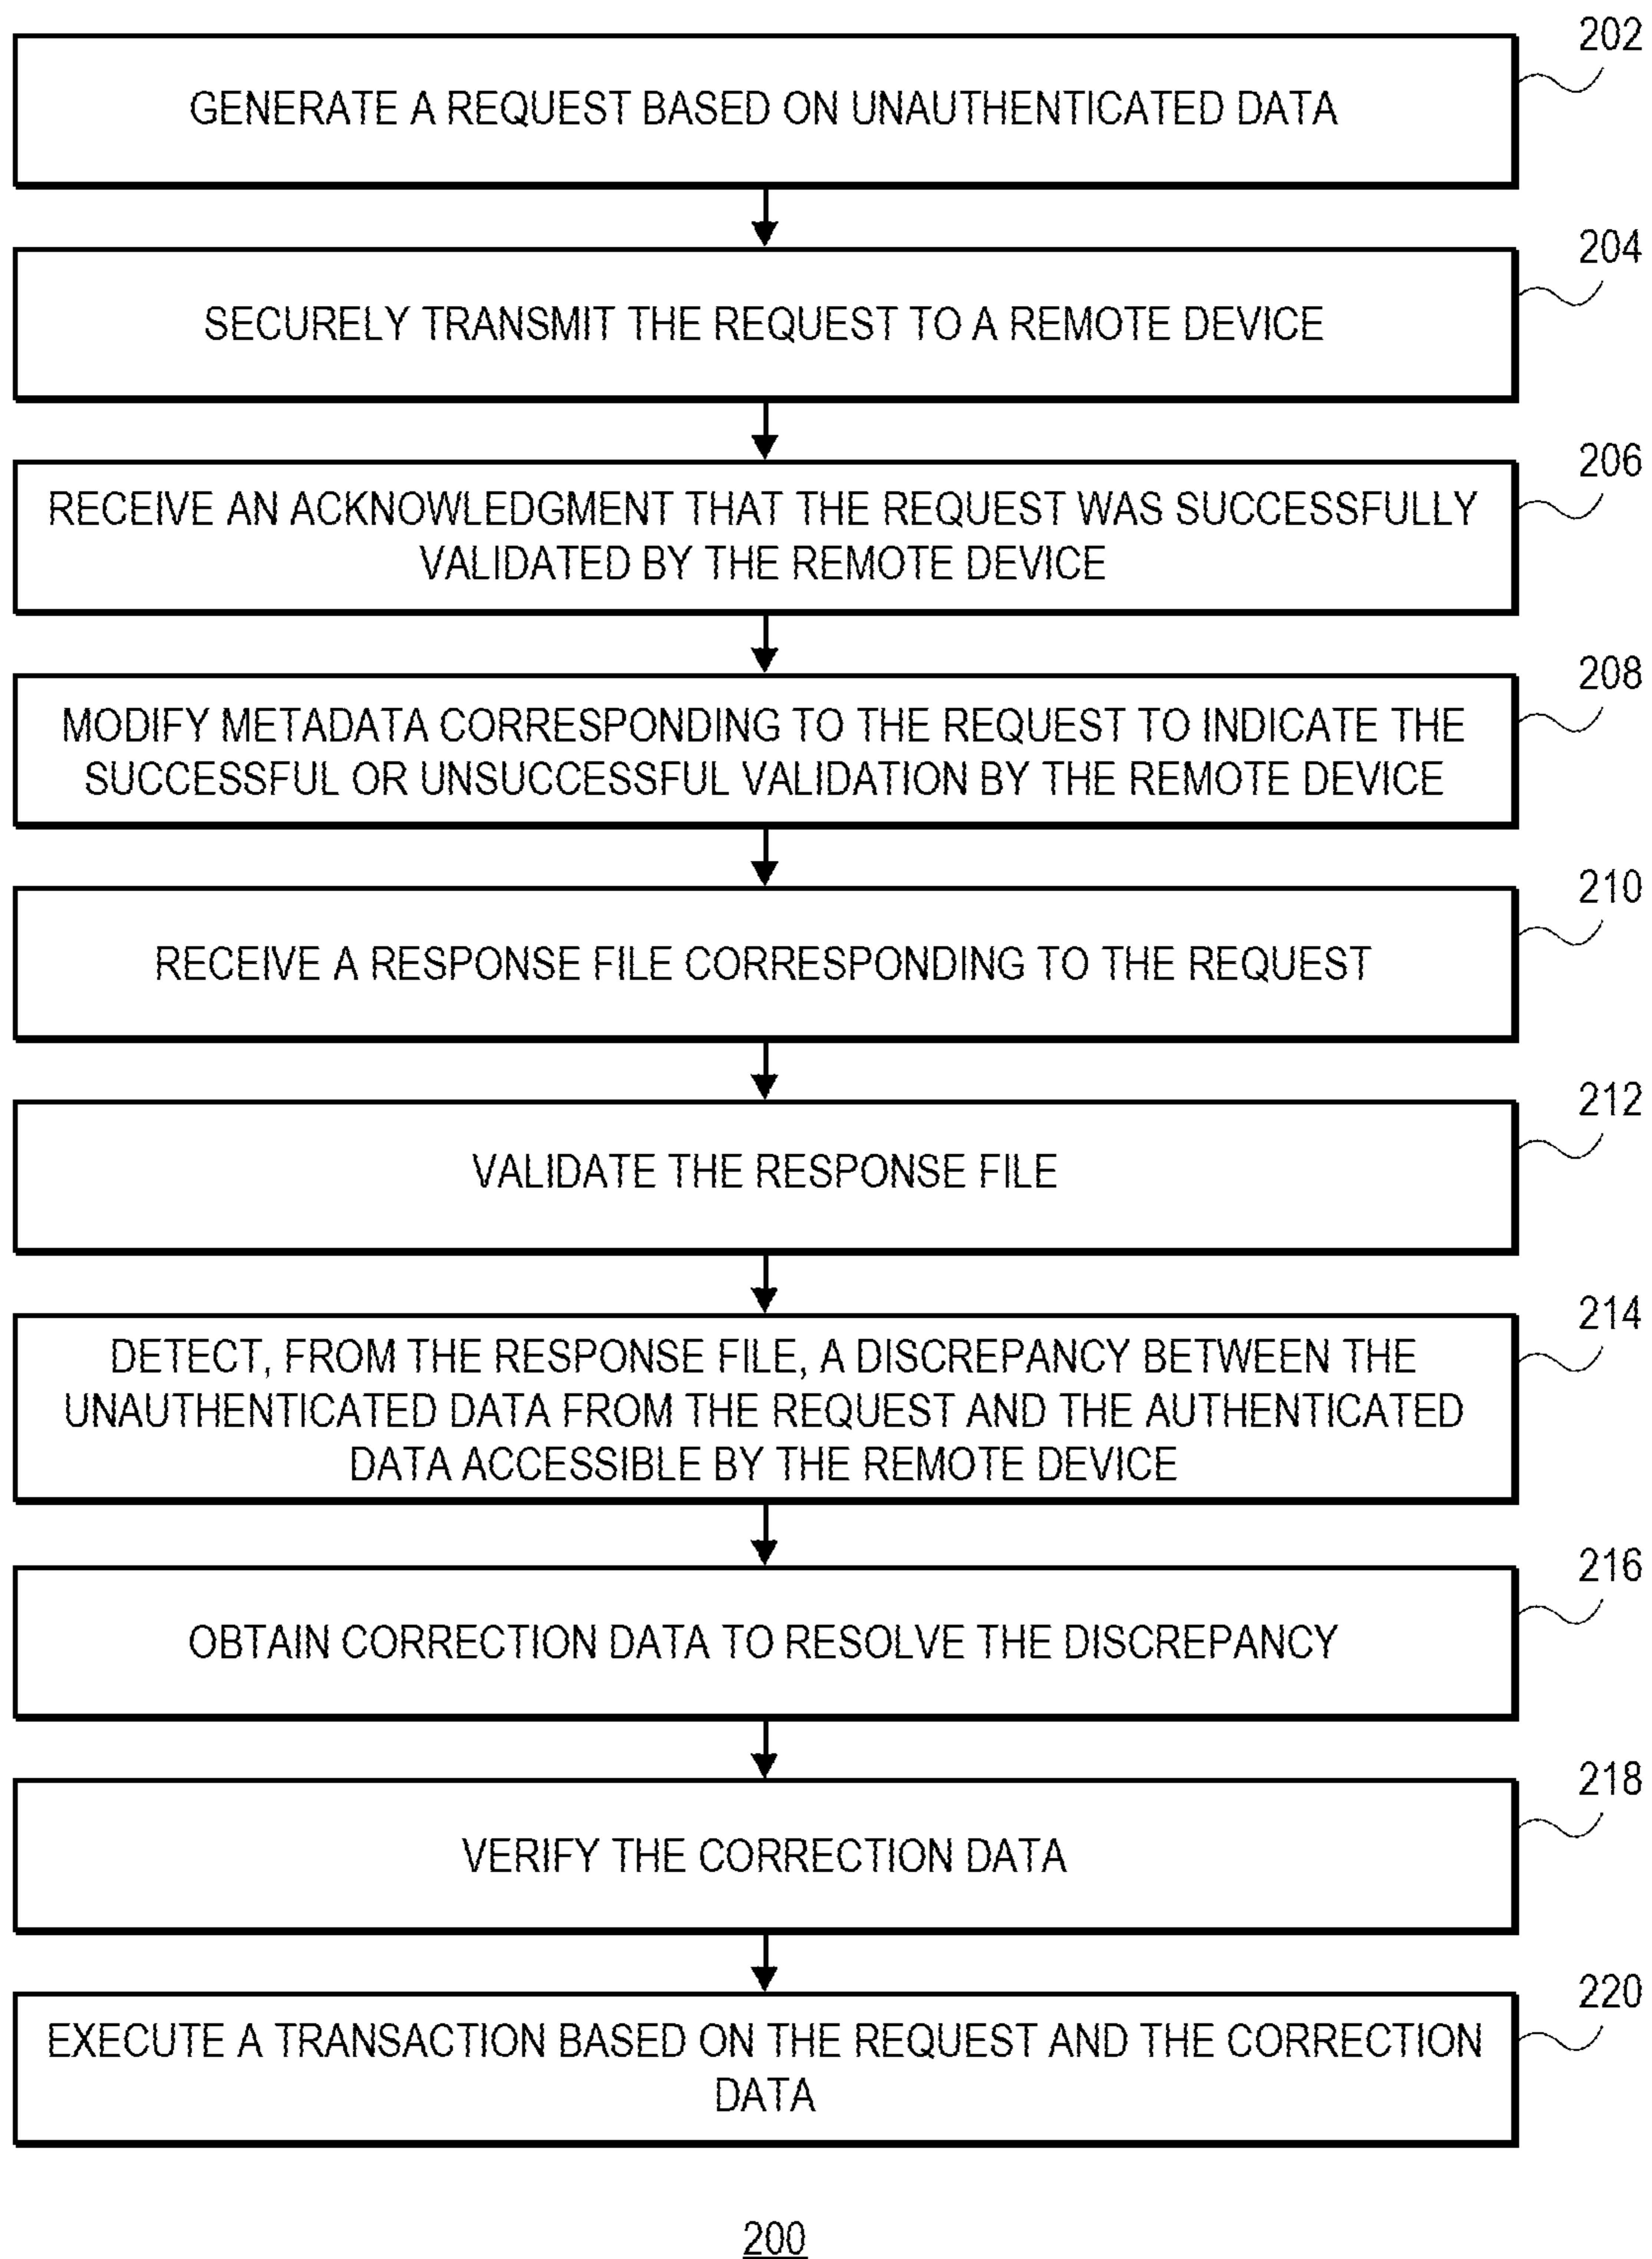 202
GENERATE A REQUEST BASED ON UNAUTHENTICATED DATA
204
SECURELY TRANSMIT THE REQUEST TO A REMOTE DEVICE
206
RECEIVE AN ACKNOWLEDGMENT THAT THE REQUEST WAS SUCCESSFULLY
VALIDATED BY THE REMOTE DEVICE
208
MODIFY METADATA CORRESPONDING TO THE REQUEST TO INDICATE THE
SUCCESSFUL OR UNSUCCESSFUL VALIDATION BY THE REMOTE DEVICE
210
RECEIVE A RESPONSE FILE CORRESPONDING TO THE REQUEST
212
VALIDATE THE RESPONSE FILE
214
DETECT, FROM THE RESPONSE FILE, A DISCREPANCY BETWEEN THE
UNAUTHENTICATED DATA FROM THE REQUEST AND THE AUTHENTICATED
DATA ACCESSIBLE BY THE REMOTE DEVICE
216
OBTAIN CORRECTION DATA TO RESOLVE THE DISCREPANCY
218
VERIFY THE CORRECTION DATA
220
EXECUTE A TRANSACTION BASED ON THE REQUEST AND THE CORRECTION
DATA
200